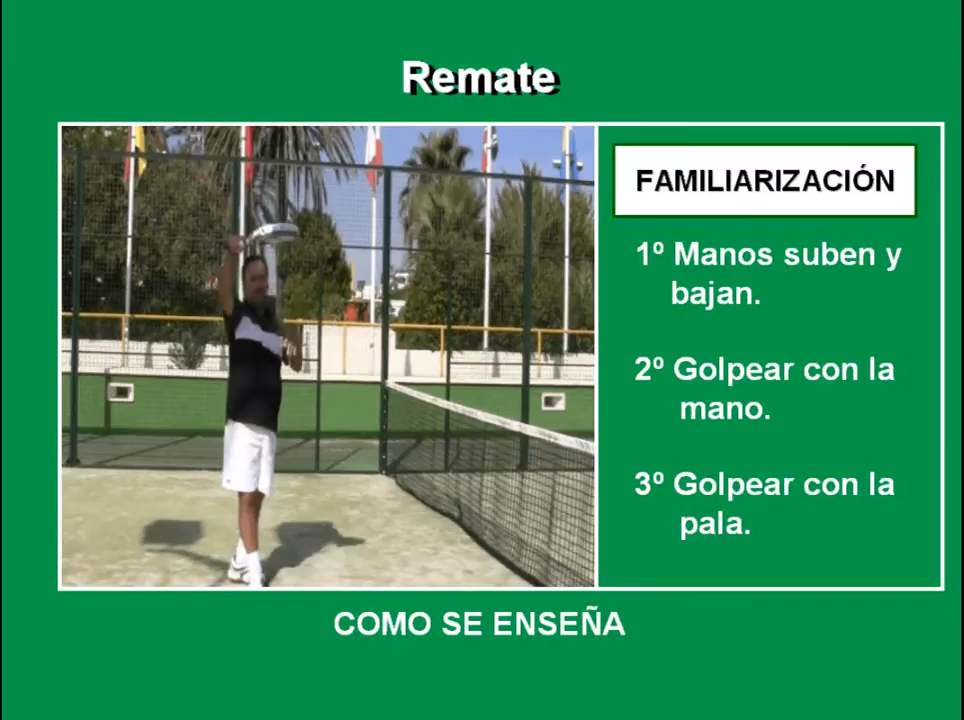 Remate
FAMILIARIZACIÓN
1º Manos suben y
bajan.
2º Golpear con la
mano.
3º Golpear con la
pala.
COMO SE ENSEÑA